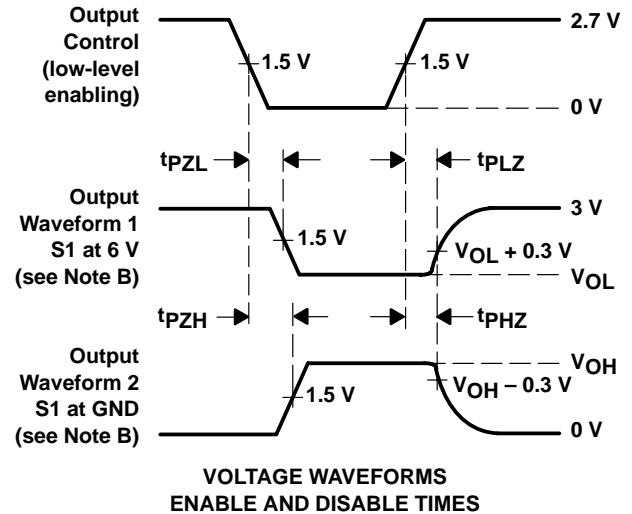 Output
Control
(low-level
enabling)
2.7 V
1.5 V
1.5 V
0 V
tPZL
tPLZ
Output
Waveform 1
S1 at 6 V
(see Note B)
3 V
1.5 V
VOL + 0.3 V
VOL
tPZH
tPHZ
Output
Waveform 2
S1 at GND
(see Note B)
VOH
1.5 V
VOH – 0.3 V
0 V
VOLTAGE WAVEFORMS
ENABLE AND DISABLE TIMES